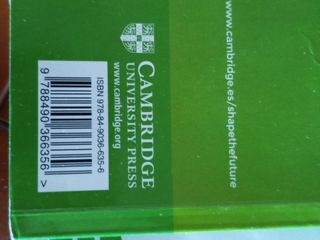 ISBN 978-84-9036-635-6
9 788490 366356 >
CAMBRIDGE
UNIVERSITY PRESS
www.cambridge.org
www.cambridge.es/shapethefuture